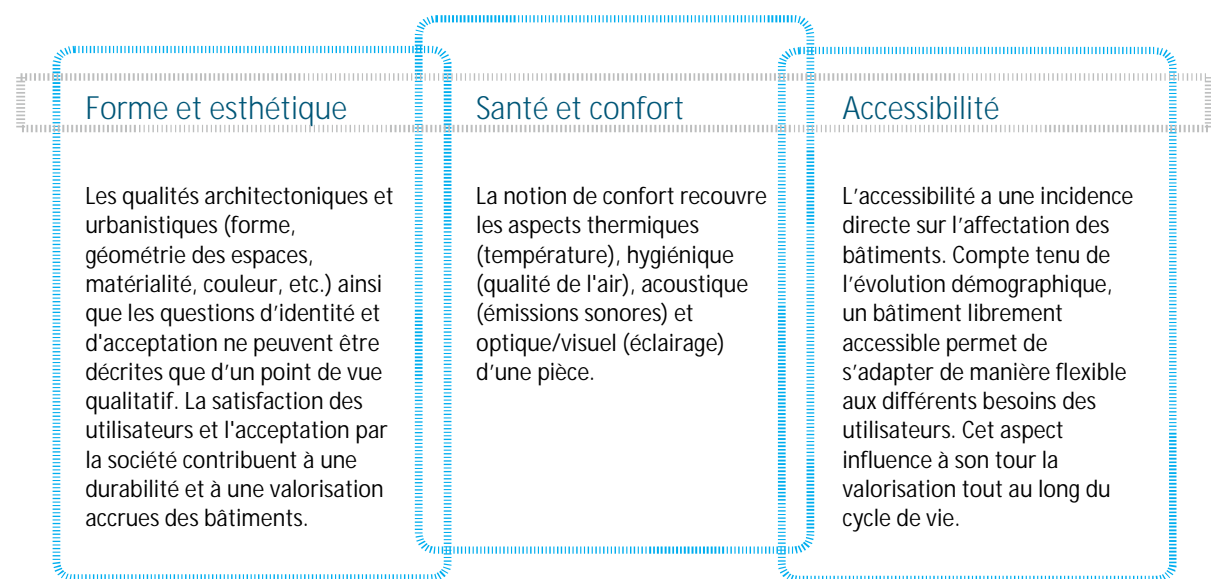 Forme et esthétique
Les qualités architectoniques et
urbanistiques (forme,
géométrie des espaces,
matérialité, couleur, etc.) ainsi
que les questions d’identité et
d'acceptation ne peuvent être
décrites que d’un point de vue
qualitatif. La satisfaction des
utilisateurs et l'acceptation par
la société contribuent à une
durabilité et à une valorisation
accrues des bâtiments.
Santé et confort
La notion de confort recouvre
les aspects thermiques
(température), hygiénique
(qualité de l'air), acoustique
(émissions sonores) et
optique/visuel (éclairage)
d’une pièce.
Accessibilité
L’accessibilité a une incidence
directe sur l’affectation des
bâtiments. Compte tenu de
l’évolution démographique,
un bâtiment librement
accessible permet de
s’adapter de manière flexible
aux différents besoins des
utilisateurs. Cet aspect
influence à son tour la
valorisation tout au long du
cycle de vie.